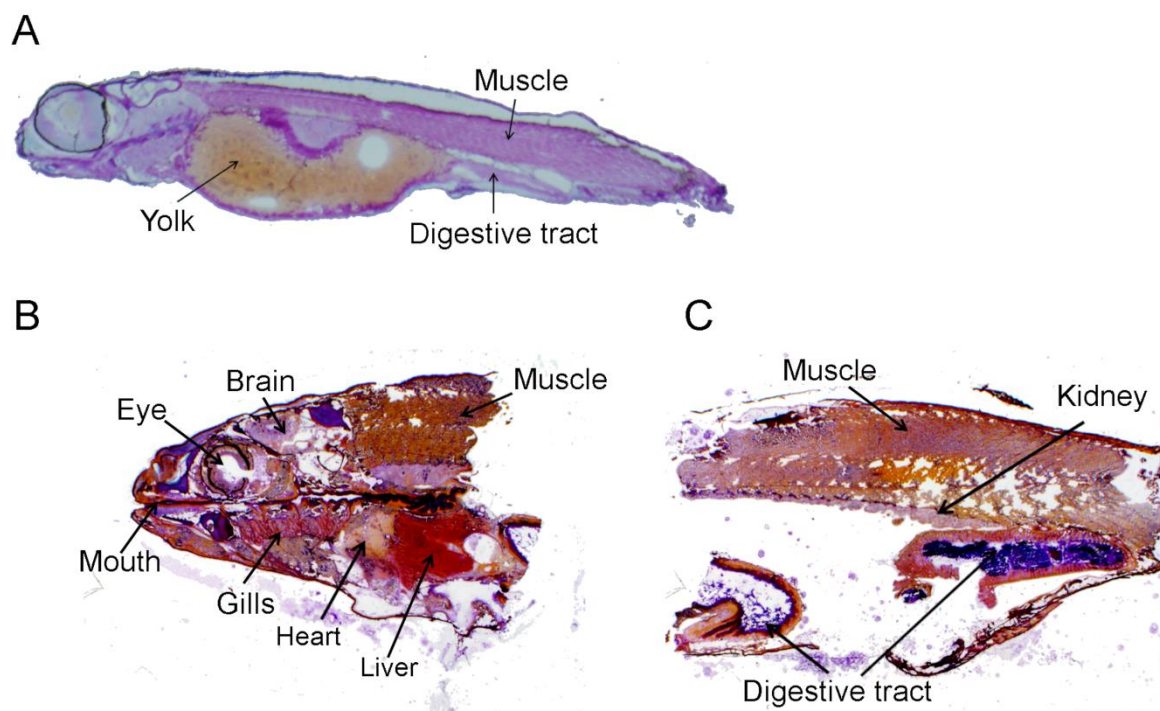 A
Muscle
Yolk
Digestive tract
B
Brain
Muscle
Eye
Mouth
Gills
Heart
Liver
C
Muscle
Kidney
Digestive tract